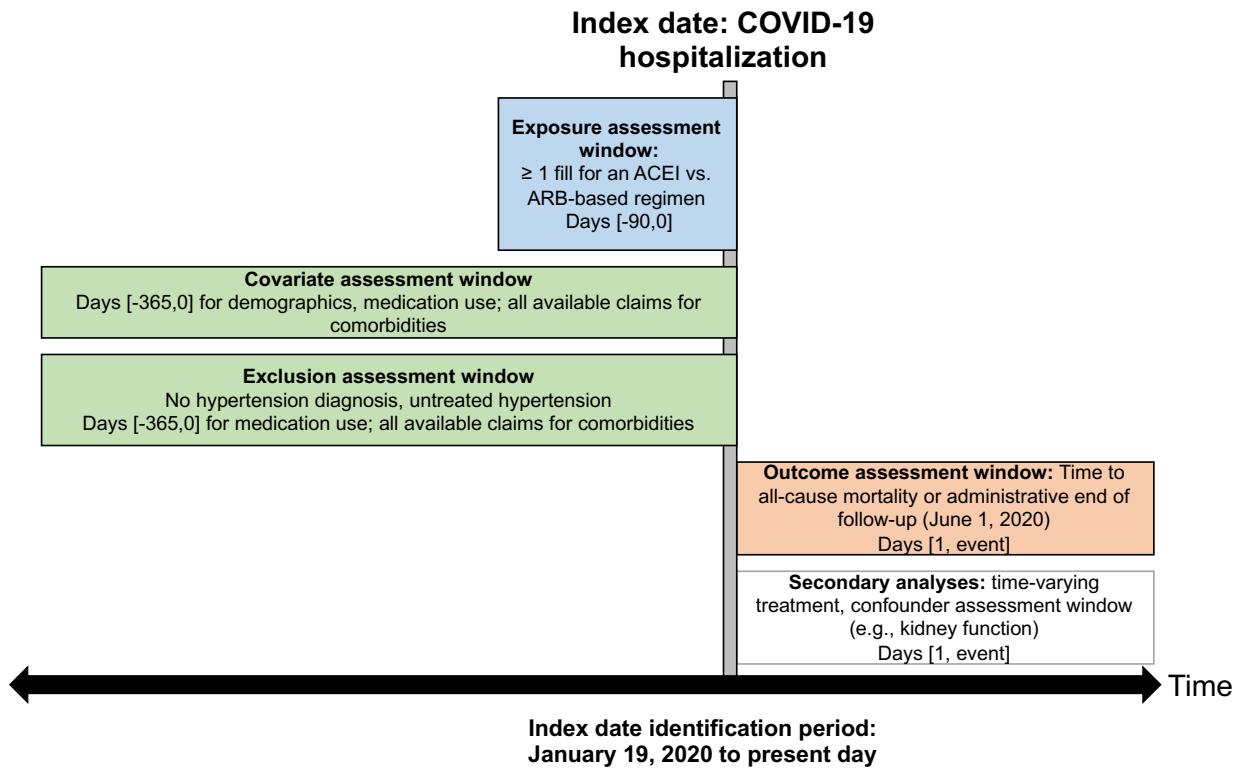 Index date: COVID-19
hospitalization
Exposure assessment
window:
≥ 1 fill for an ACEI vs.
ARB-based regimen
Days [-90,0]
Covariate assessment window
Days [-365,0] for demographics, medication use; all available claims for
comorbidities
Exclusion assessment window
No hypertension diagnosis, untreated hypertension
Days [-365,0] for medication use; all available claims for comorbidities
Outcome assessment window: Time to
all-cause mortality or administrative end of
follow-up (June 1, 2020)
Days [1, event]
Secondary analyses: time-varying
treatment, confounder assessment window
(e.g., kidney function)
Days [1, event]
Time
Index date identification period:
January 19, 2020 to present day